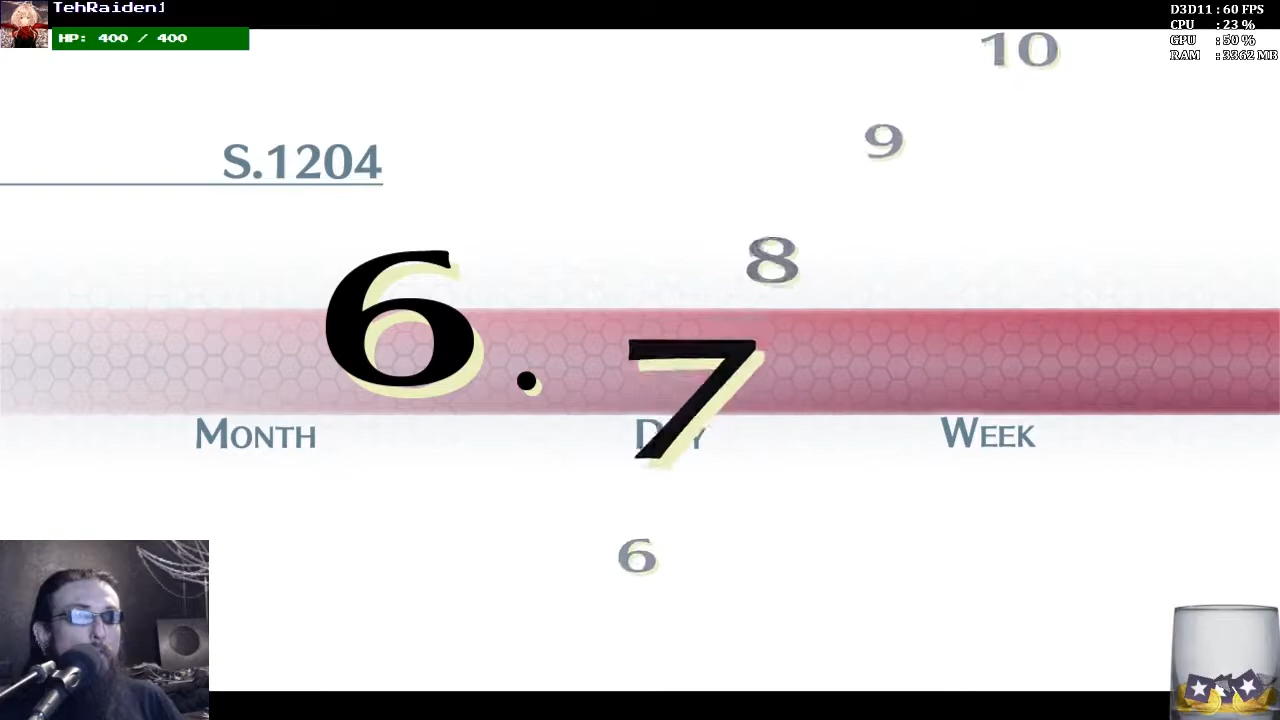 TehRaiden1
HP: 400 / 400
D3D11 : 60 FPS
CPU : 23 %
GPU : 50 %
RAM : 3362 MB
10
9
S.1204
8
6.7
MONTH
DAY
WEEK
6